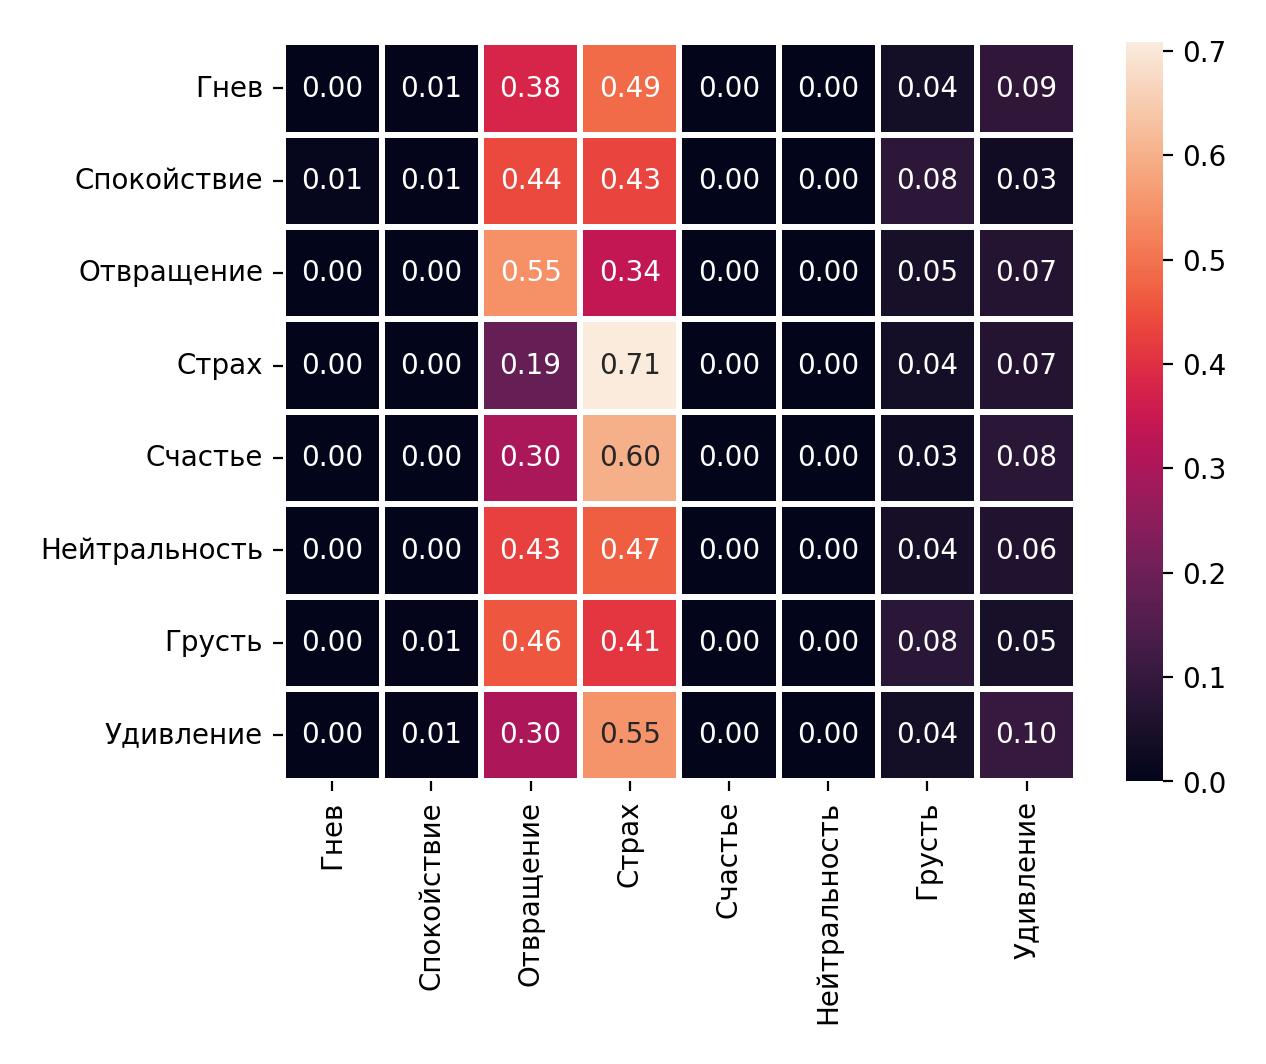 Гнев 0.00 0.01 0.38 0.49 0.00 0.00 0.04 0.09
Спокойствие 0.01 0.01 0.44 0.43 0.00 0.00 0.08 0.03
Отвращение 0.00 0.00 0.55 0.34 0.00 0.00 0.05 0.07
Страх 0.00 0.00 0.19 0.71 0.00 0.00 0.04 0.07
Счастье 0.00 0.00 0.30 0.60 0.00 0.00 0.03 0.08
Нейтральность 0.00 0.00 0.43 0.47 0.00 0.00 0.04 0.06
Грусть 0.00 0.01 0.46 0.41 0.00 0.00 0.08 0.05
Удивление 0.00 0.01 0.30 0.55 0.00 0.00 0.04 0.10
Гнев
Спокойствие
Отвращение
Страх
Счастье
Нейтральность
Грусть
Удивление
0.7
0.6
0.5
0.4
0.3
0.2
0.1
0.0